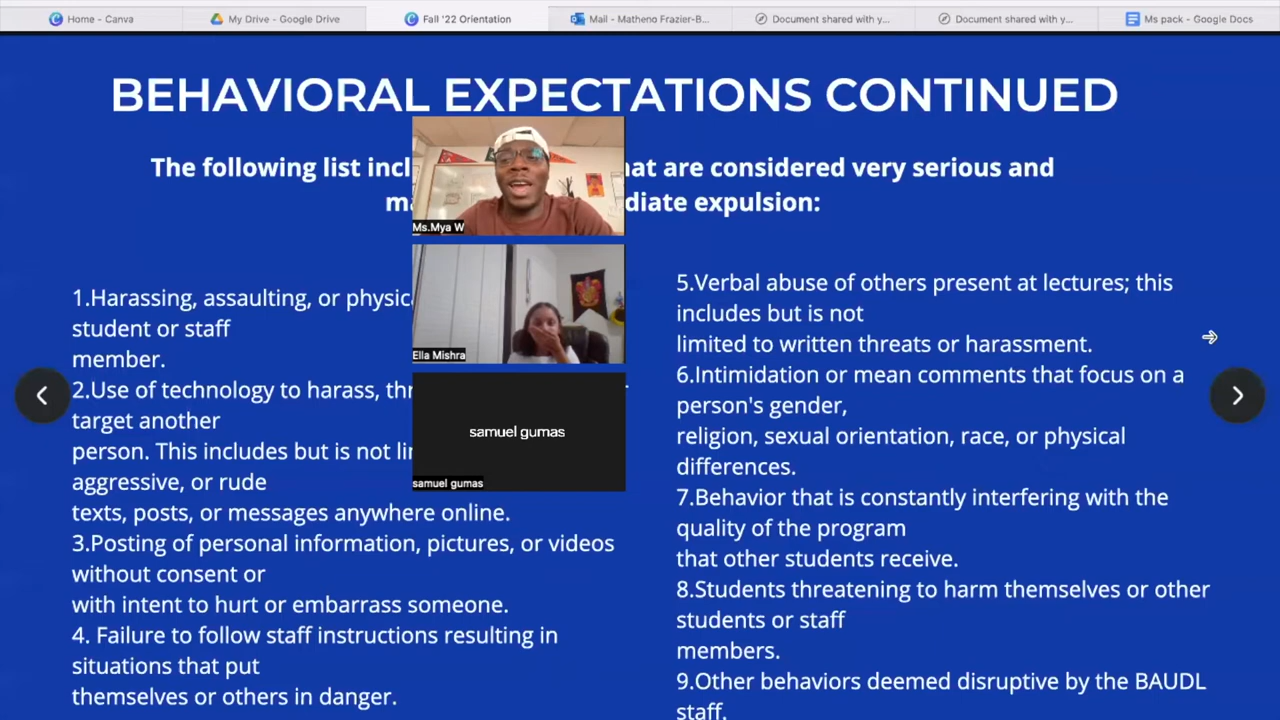 Home - Canva
My Drive - Google Drive
Fall '22 Orientation
Mail - Matheno Frazier-B...
Document shared with y...
Document shared with y...
Ms pack - Google Docs
BEHAVIORAL EXPECTATIONS CONTINUED
The following list incl hat are considered very serious and
ma diate expulsion:
1.Harassing, assaulting, or physica
student or staff
member.
2.Use of technology to harass, thr
target another
person. This includes but is not lim
aggressive, or rude
texts, posts, or messages anywhere online.
3.Posting of personal information, pictures, or videos
without consent or
with intent to hurt or embarrass someone.
4. Failure to follow staff instructions resulting in
situations that put
themselves or others in danger.
Ms.Mya W
Ella Mishra
samuel gumas
samuel gumas
5.Verbal abuse of others present at lectures; this
includes but is not
limited to written threats or harassment.
6.Intimidation or mean comments that focus on a
person's gender,
religion, sexual orientation, race, or physical
differences.
7.Behavior that is constantly interfering with the
quality of the program
that other students receive.
8.Students threatening to harm themselves or other
students or staff
members.
9.Other behaviors deemed disruptive by the BAUDL
staff.